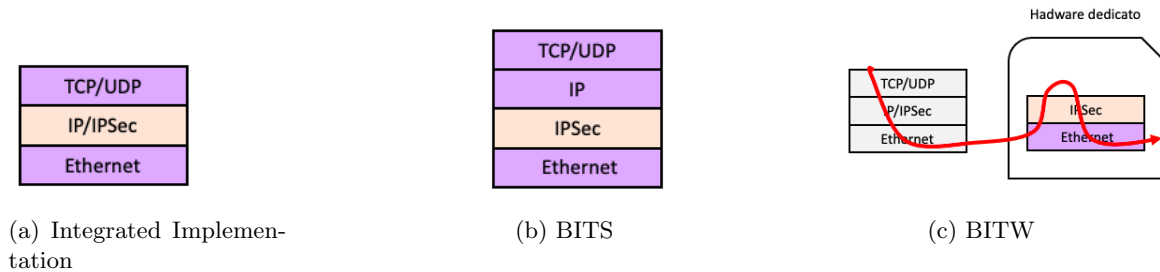 TCP/UDP
IP/IPSec
Ethernet
(a) Integrated Implemen-
tation
TCP/UDP
IP
IPSec
Ethernet
(b) BITS
Hadware dedicato
TCP/UDP
IP/IPSec
Ethernet
IPSec
Ethernet
(c) BITW